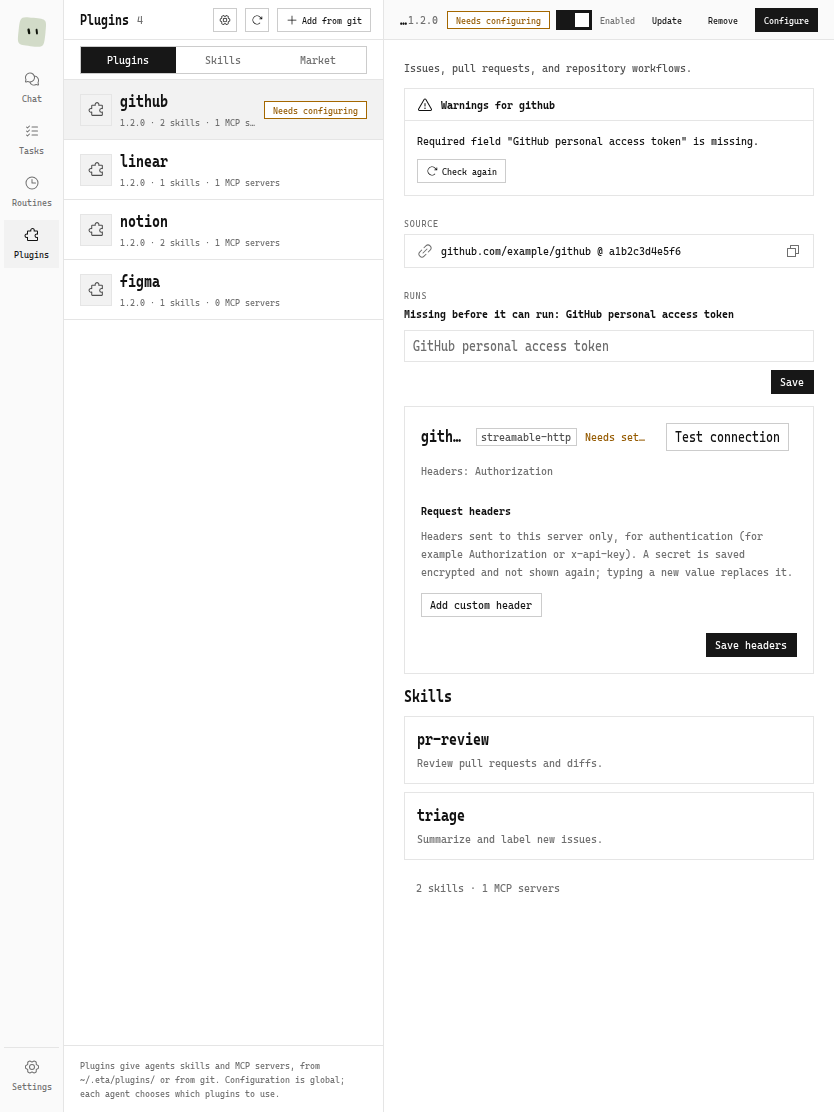 Chat
Tasks
Routines
Plugins
Settings
Plugins 4
Add from git
Plugins
Skills
Market
github
1.2.0 · 2 skills · 1 MCP s…
Needs configuring
linear
1.2.0 · 1 skills · 1 MCP servers
notion
1.2.0 · 2 skills · 1 MCP servers
figma
1.2.0 · 1 skills · 0 MCP servers
Plugins give agents skills and MCP servers, from
~/.eta/plugins/ or from git. Configuration is global;
each agent chooses which plugins to use.
…1.2.0
Needs configuring
Enabled
Update
Remove
Configure
Issues, pull requests, and repository workflows.
Warnings for github
Required field "GitHub personal access token" is missing.
Check again
SOURCE
github.com/example/github @ a1b2c3d4e5f6
RUNS
Missing before it can run: GitHub personal access token
GitHub personal access token
Save
gith…
streamable-http
Needs set…
Test connection
Headers: Authorization
Request headers
Headers sent to this server only, for authentication (for
example Authorization or x-api-key). A secret is saved
encrypted and not shown again; typing a new value replaces it.
Add custom header
Save headers
Skills
pr-review
Review pull requests and diffs.
triage
Summarize and label new issues.
2 skills · 1 MCP servers